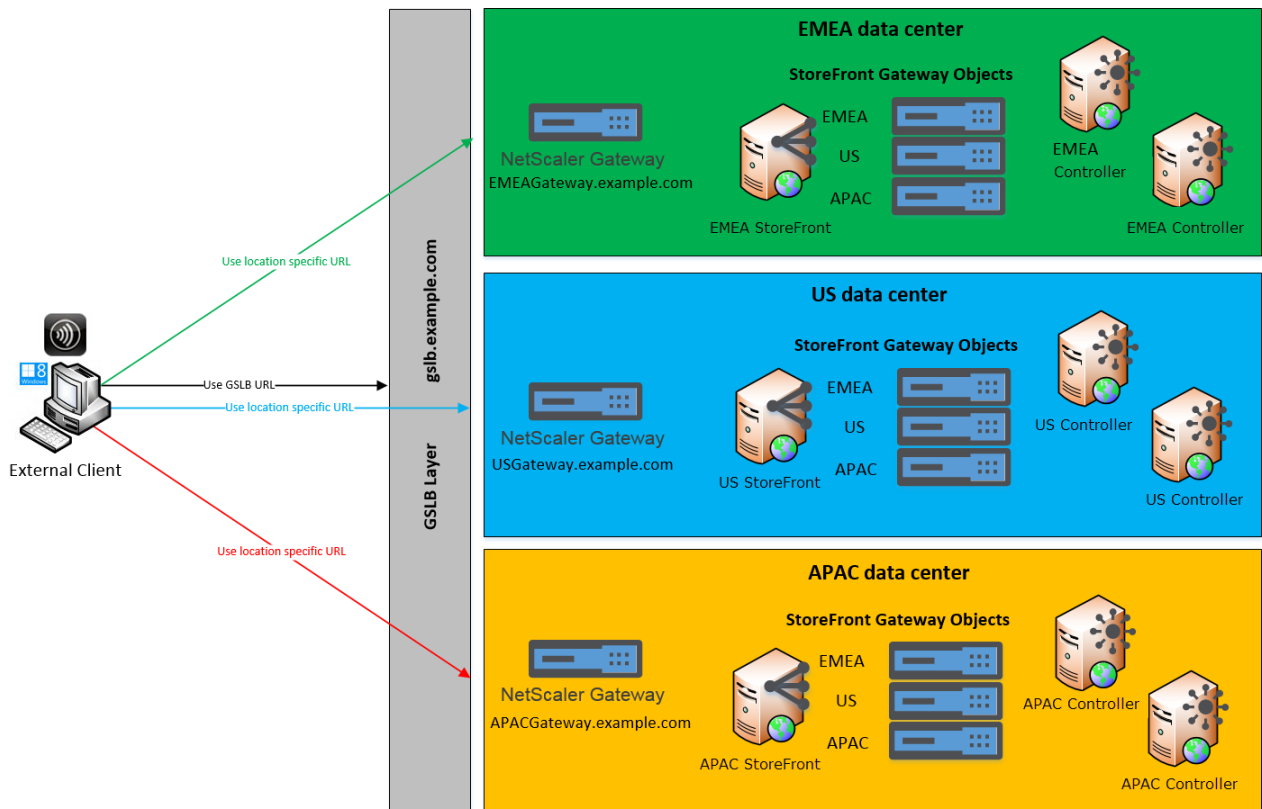 EMEA data center
StoreFront Gateway Objects
NetScaler Gateway
EMEAGateway.example.com
EMEA
US
APAC
EMEA StoreFront
EMEA
Controller
EMEA Controller
US data center
StoreFront Gateway Objects
NetScaler Gateway
USGateway.example.com
EMEA
US
APAC
US StoreFront
US Controller
US Controller
APAC data center
StoreFront Gateway Objects
NetScaler Gateway
APACGateway.example.com
EMEA
US
APAC
APAC StoreFront
APAC Controller
APAC Controller
gslb.example.com
GSLB Layer
Use location specific URL
Use GSLB URL
Use location specific URL
Use location specific URL
8
Windows
External Client